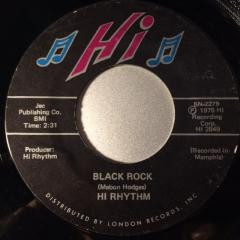 Hi
Jec
Publishing Co.
BMI
Time: 2:31
SN-2279
℗ 1975 HI
Recording
Corp.
HI 2849
Producer:
Hi Rhythm
(Recorded in
Memphis)
BLACK ROCK
(Mabon Hodges)
HI RHYTHM
DISTRIBUTED BY LONDON RECORDS, INC.